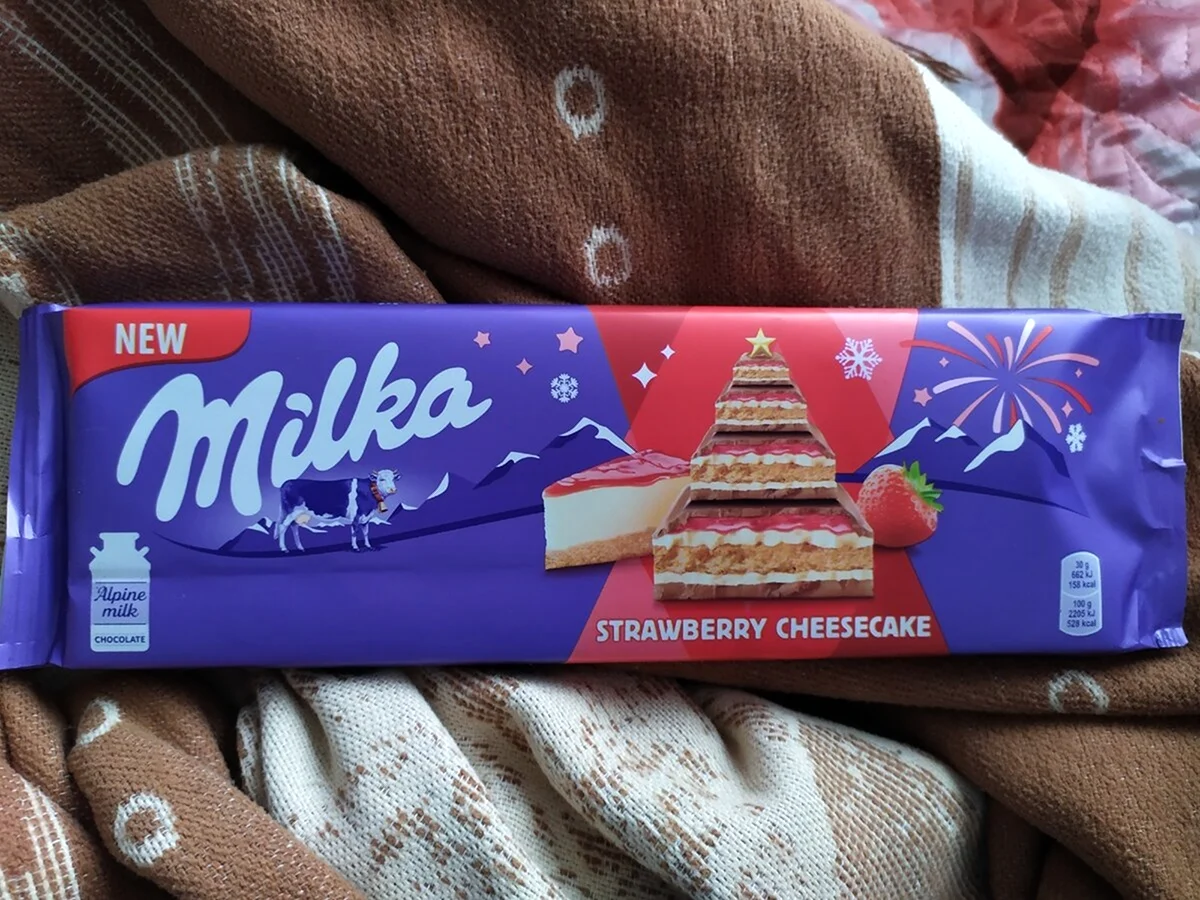 NEW
Milka
Alpine
milk
CHOCOLATE
STRAWBERRY CHEESECAKE
30 g
662 kJ
158 kcal
100 g
2205 kJ
528 kcal